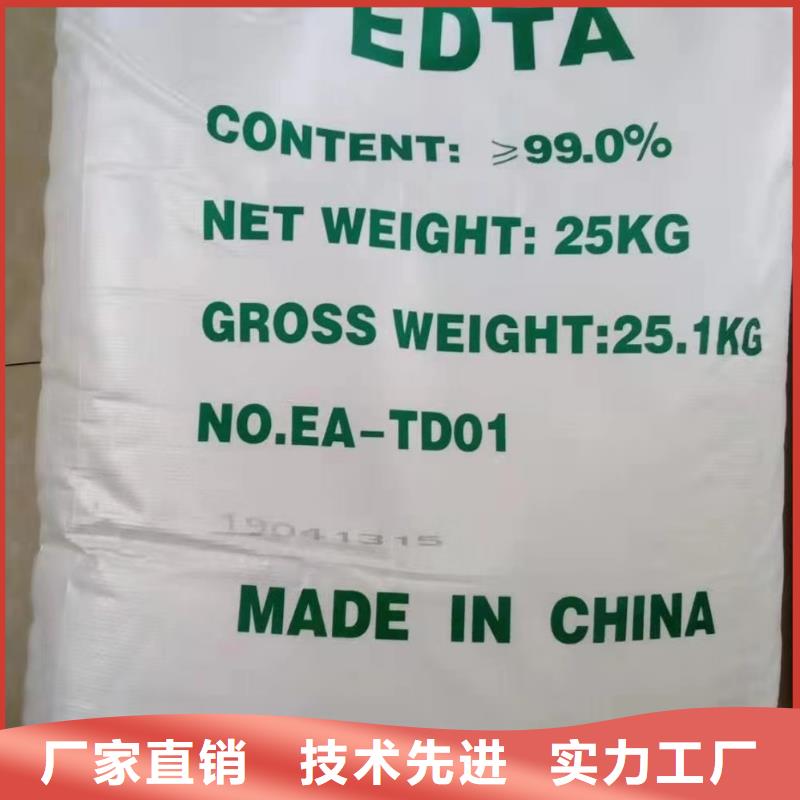 EDTA
CONTENT: ≥99.0%
NET WEIGHT: 25KG
GROSS WEIGHT:25.1KG
NO.EA-TD01
19041315
MADE IN CHINA
厂家直销 技术先进 实力工厂